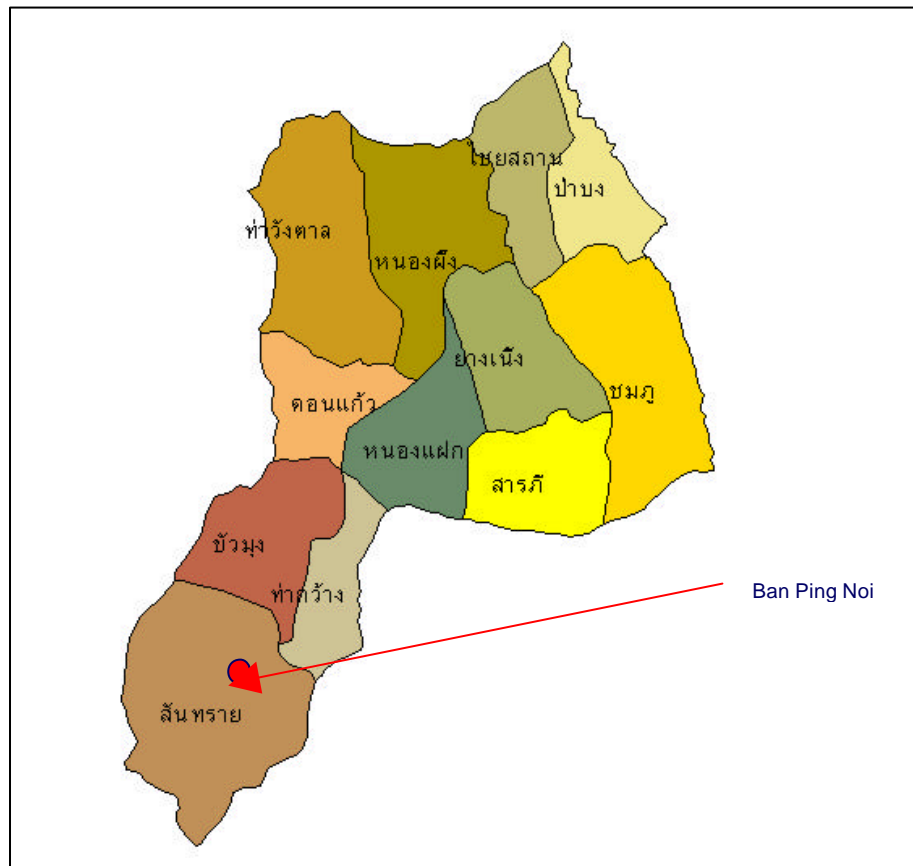 ไชยสถาน
ป่าบง
ท่าวังตาล
หนองผึ้ง
ยางเนิ้ง
ชมภู
ดอนแก้ว
หนองแฝก
สารภี
บัวมุง
ท่ากว้าง
Ban Ping Noi
สันทราย